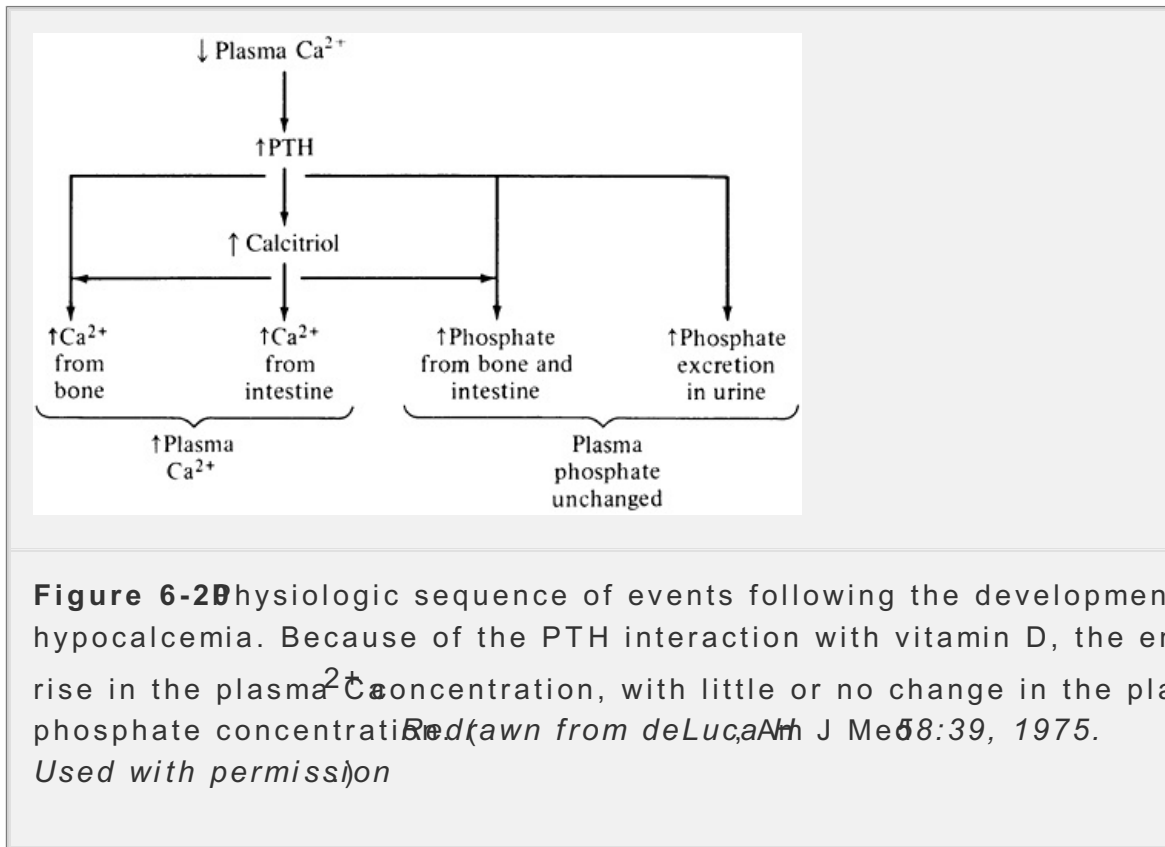 ↓ Plasma Ca²⁺
↑PTH
↑ Calcitriol
↑Ca²⁺
from
bone
↑Ca²⁺
from
intestine
↑Phosphate
from bone and
intestine
↑Phosphate
excretion
in urine
↑Plasma
Ca²⁺
Plasma
phosphate
unchanged
Figure 6-2 Physiologic sequence of events following the
hypocalcemia. Because of the PTH interaction with vitamin D, the
rise in the plasma Ca²⁺ concentration, with little or no change in the
phosphate concentration. (Redrawn from deLuca H, Am J Med 58:39, 1975.
Used with permission.)